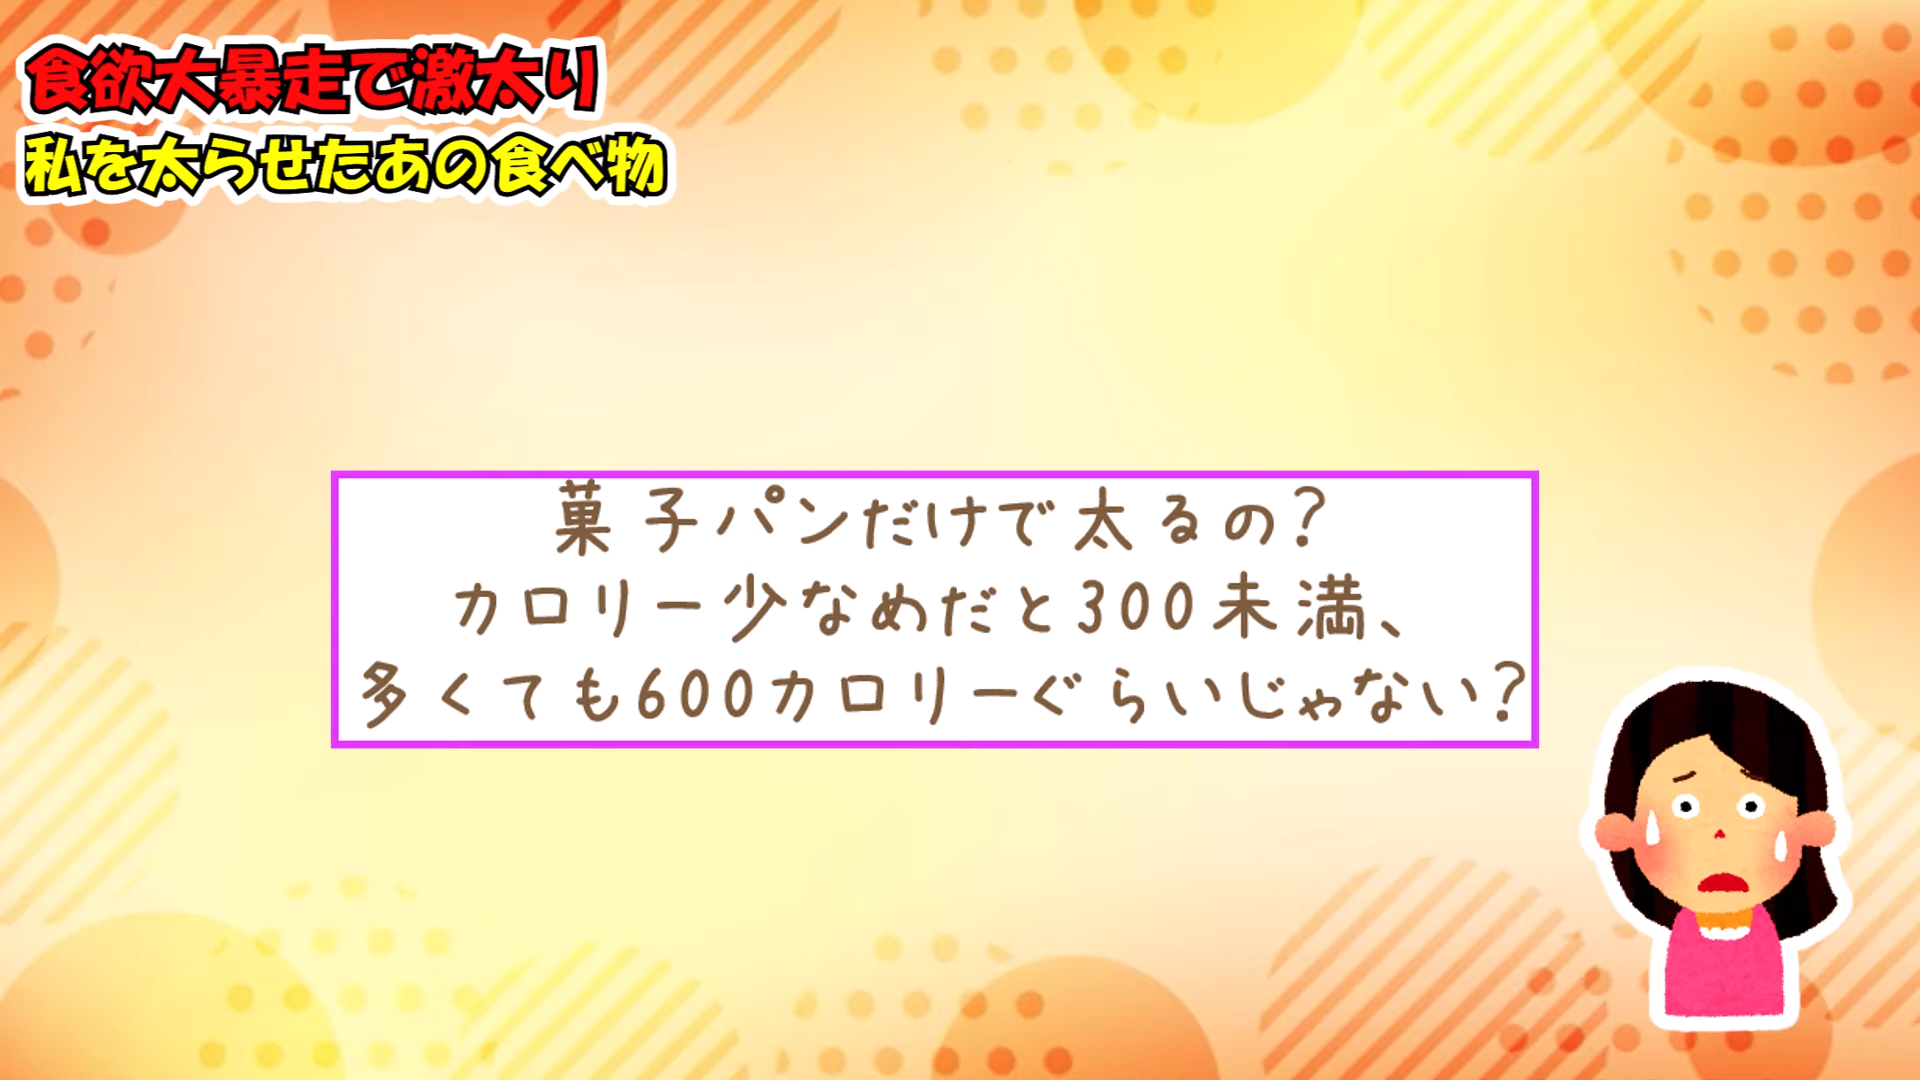 食欲大暴走で激太り
私を太らせたあの食べ物
菓子パンだけで太るの?
カロリー少なめだと300未満、
多くても600カロリーぐらいじゃない?